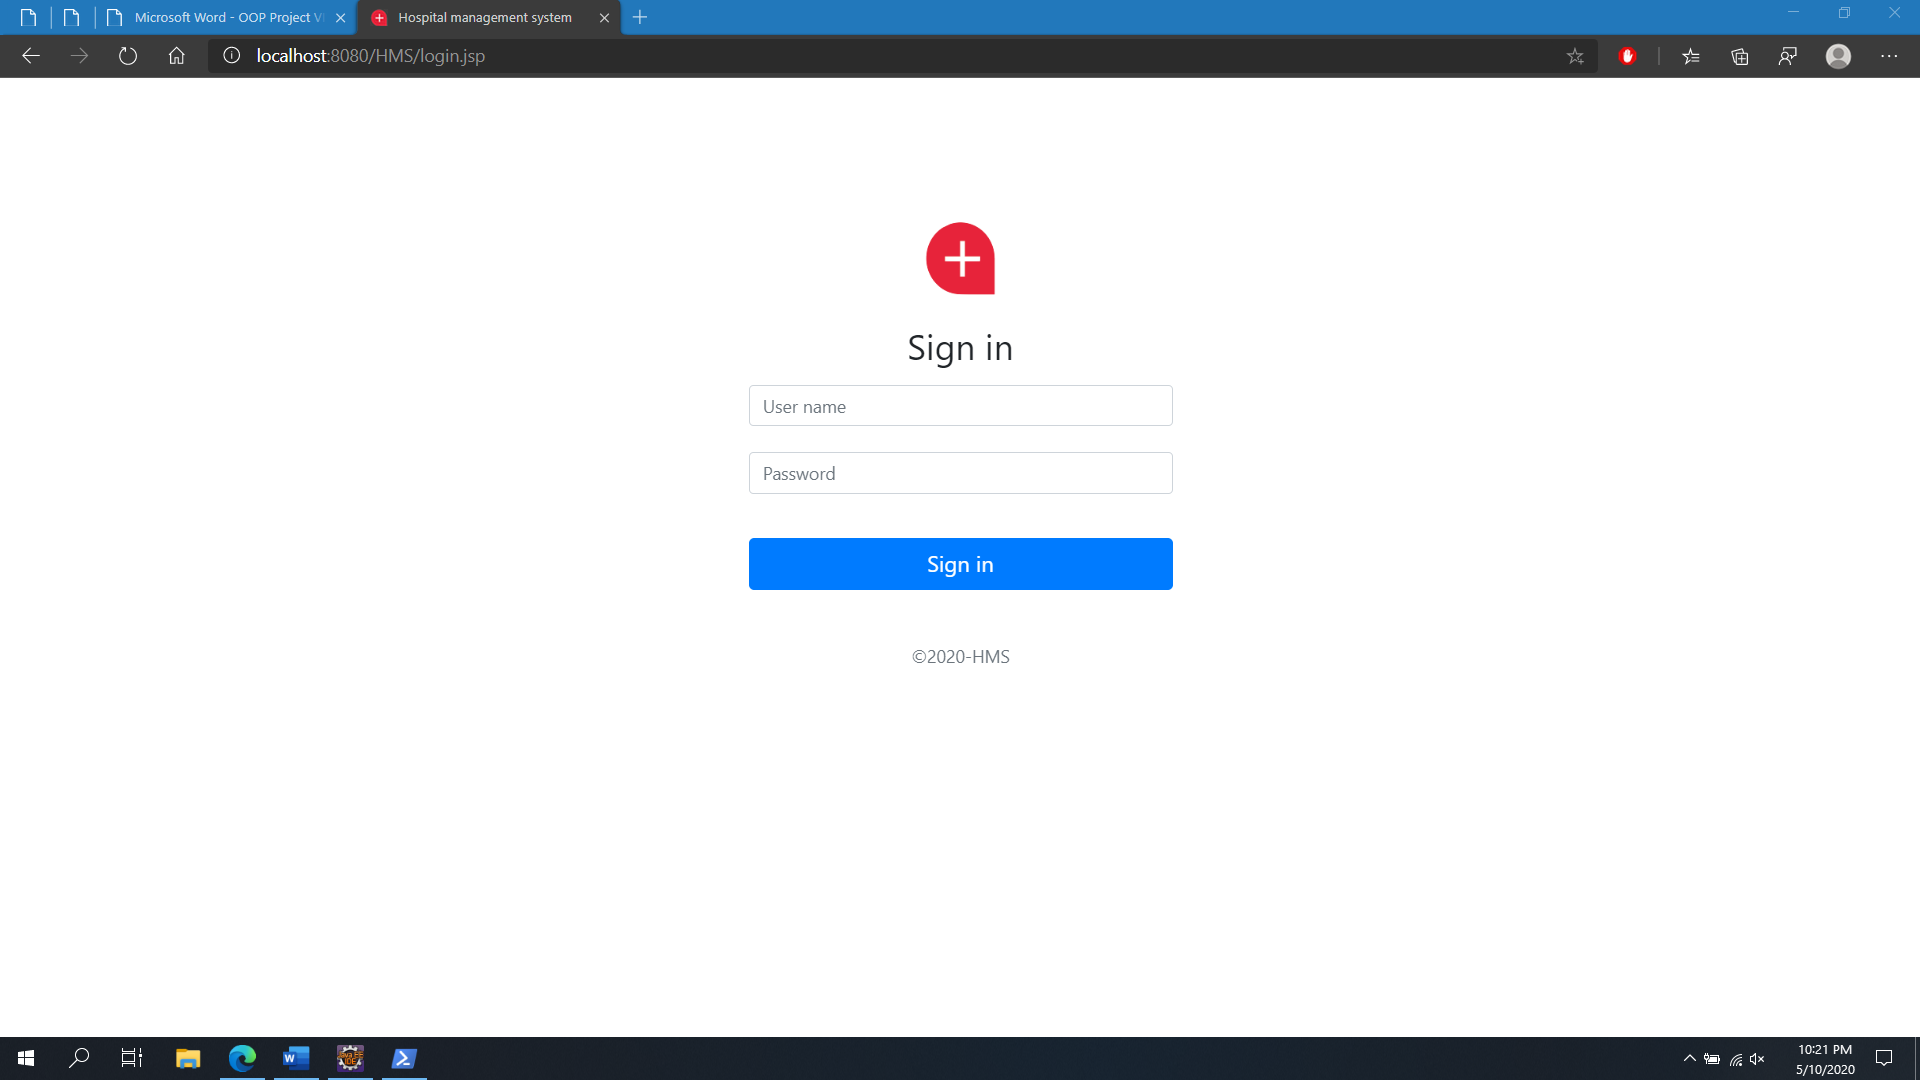 Microsoft Word - OOP Project V
Hospital management system
localhost:8080/HMS/login.jsp
Sign in
User name
Password
Sign in
©2020-HMS
10:21 PM
5/10/2020